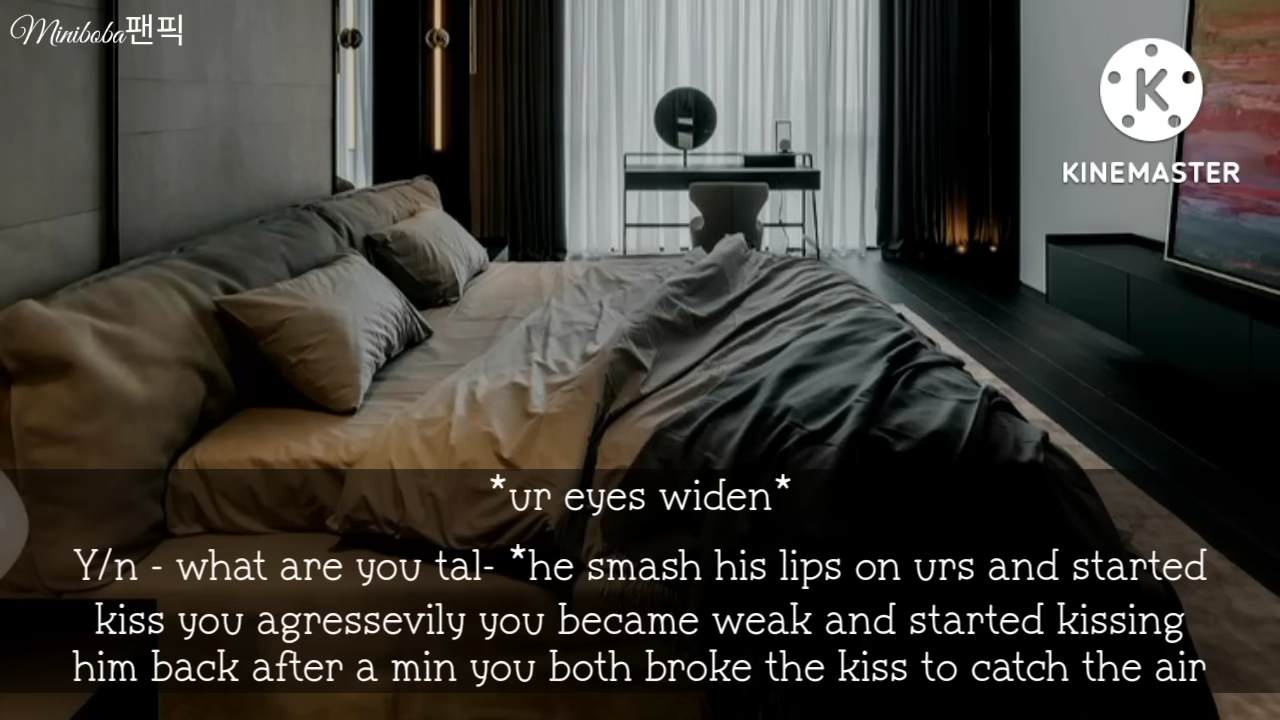 Miniboba팬픽
K
KINEMASTER
*ur eyes widen*
Y/n - what are you tal- *he smash his lips on urs and started
kiss you agressevily you became weak and started kissing
him back after a min you both broke the kiss to catch the air